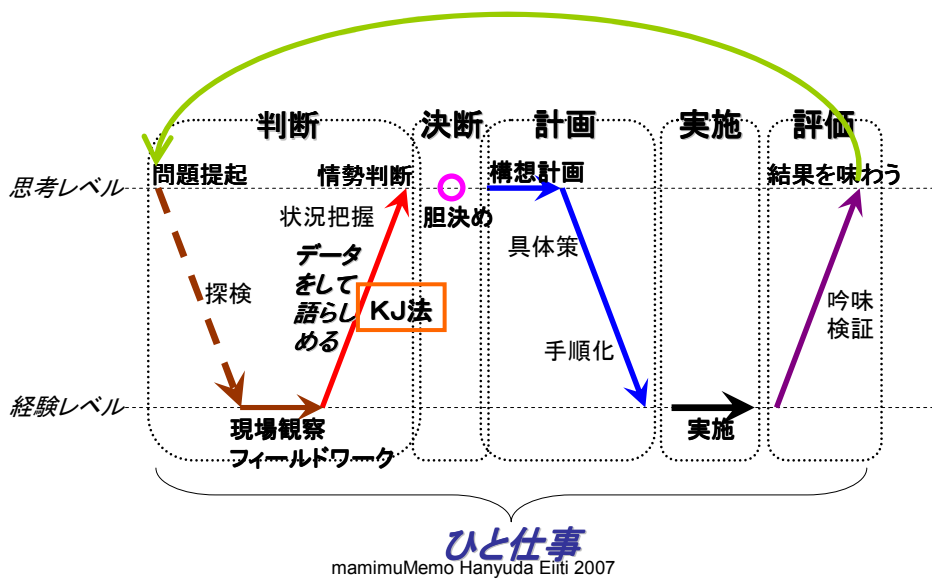 判断
決断
計画
実施
評価
思考レベル
問題提起
情勢判断
胆決め
構想計画
結果を味わう
状況把握
データ
をして
語らし
める
KJ法
探検
具体策
手順化
吟味
検証
経験レベル
現場観察
フィールドワーク
実施
ひと仕事
mamimuMemo Hanyuda Eiiti 2007